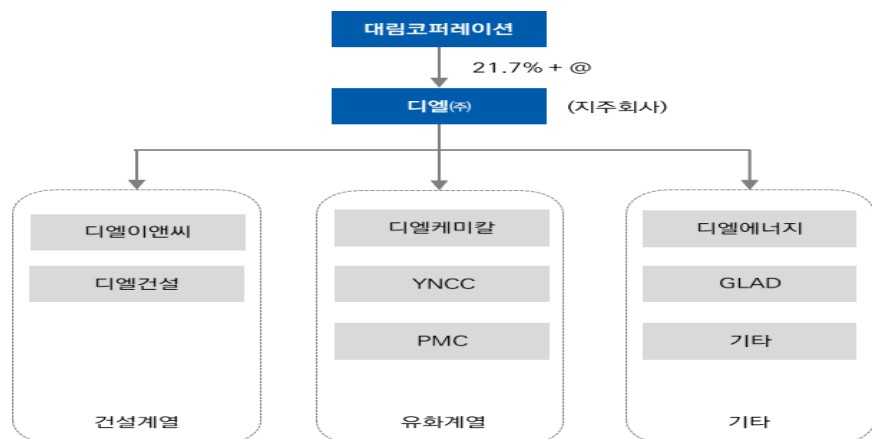 대림코퍼레이션
21.7% + @
디엘㈜
(지주회사)
디엘이앤씨
디엘건설
건설계열
디엘케미칼
YNCC
PMC
유화계열
디엘에너지
GLAD
기타
기타